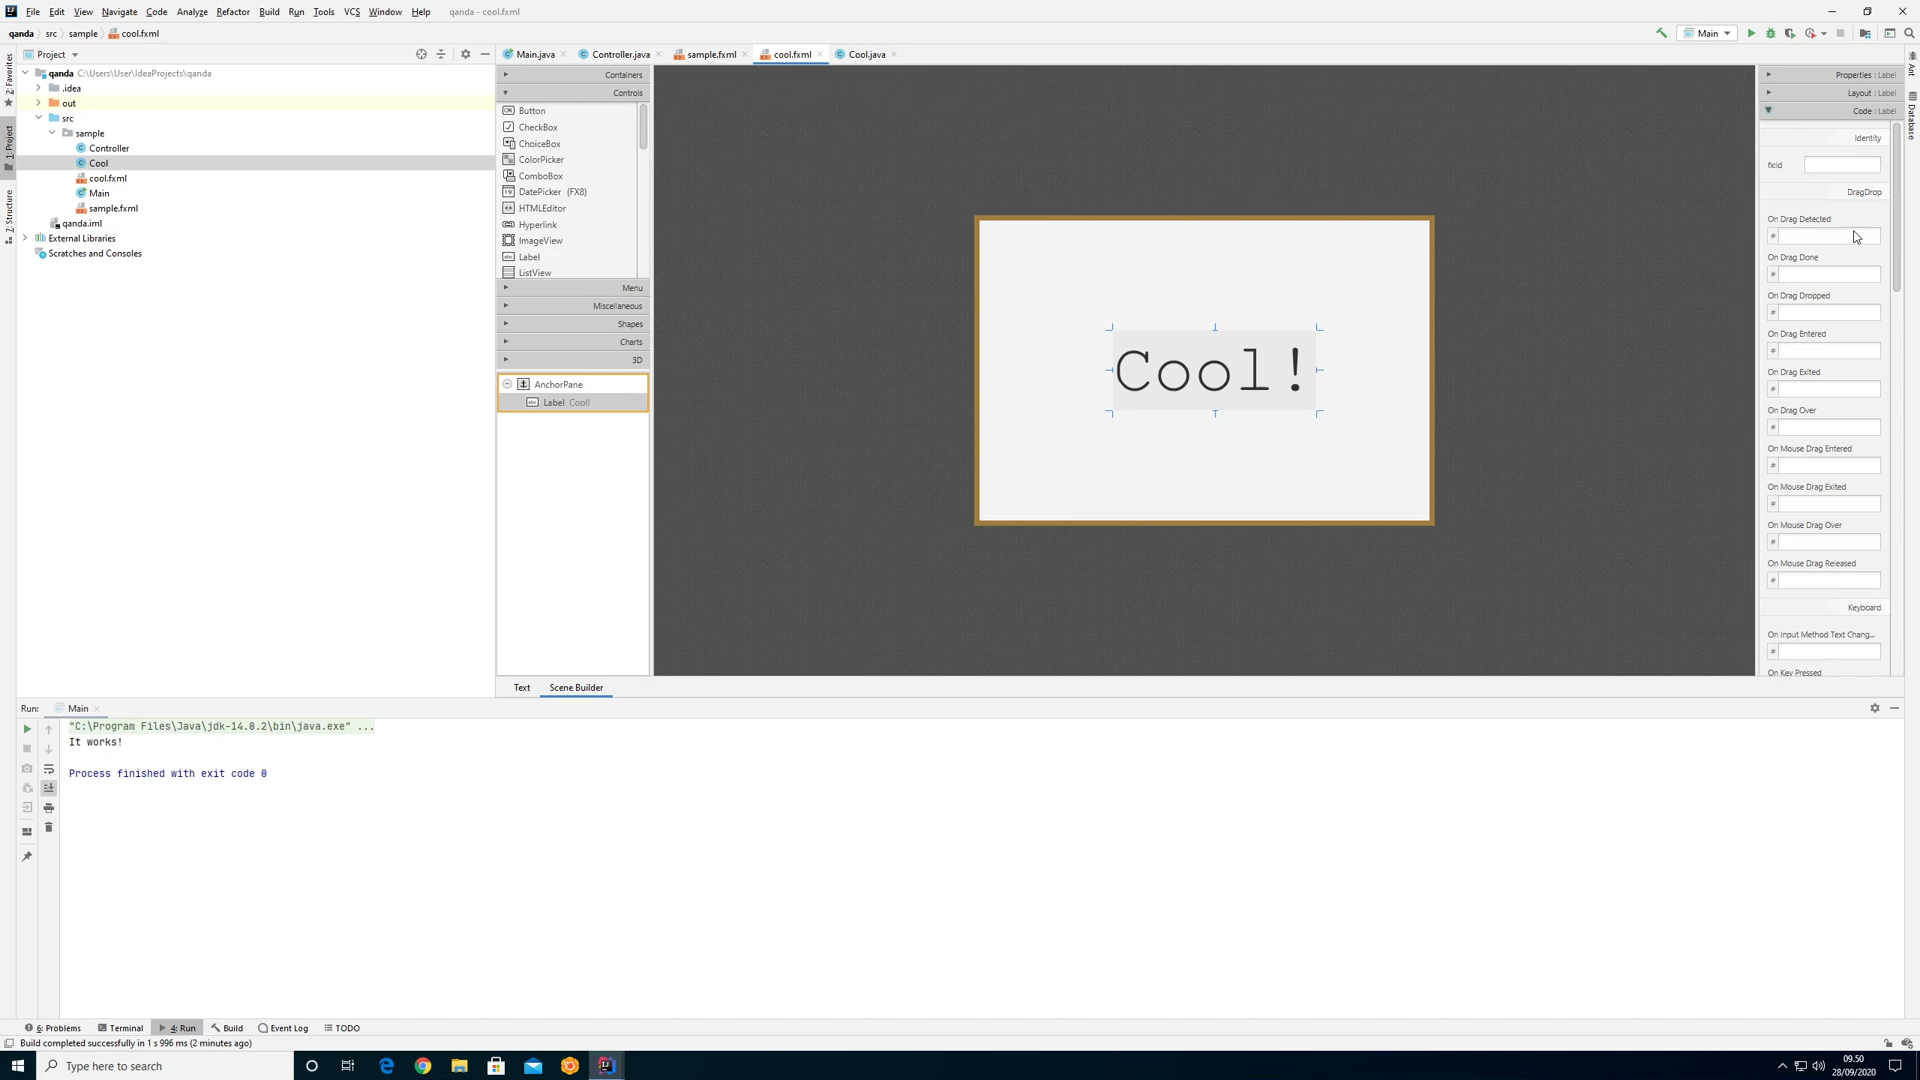 File Edit View Navigate Code Analyze Refactor Build Run Tools VCS Window Help qanda - cool.fxml
qanda src sample cool.fxml
Main
Project
Main.java Controller.java sample.fxml cool.fxml Cool.java
2: Favorites
1: Project
7: Structure
Ant
Database
qanda C:\Users\User\IdeaProjects\qanda
.idea
out
src
sample
Controller
Cool
cool.fxml
Main
sample.fxml
qanda.iml
External Libraries
Scratches and Consoles
Containers
Controls
Button
CheckBox
ChoiceBox
ColorPicker
ComboBox
DatePicker (FX8)
HTMLEditor
Hyperlink
ImageView
Label
ListView
Menu
Miscellaneous
Shapes
Charts
3D
AnchorPane
Label Cool!
Cool!
Properties : Label
Layout : Label
Code : Label
Identity
fx:id
DragDrop
On Drag Detected
#
On Drag Done
#
On Drag Dropped
#
On Drag Entered
#
On Drag Exited
#
On Drag Over
#
On Mouse Drag Entered
#
On Mouse Drag Exited
#
On Mouse Drag Over
#
On Mouse Drag Released
#
Keyboard
On Input Method Text Chang...
#
On Key Pressed
Text Scene Builder
Run: Main
"C:\Program Files\Java\jdk-14.0.2\bin\java.exe" ...
It works!
Process finished with exit code 0
6: Problems Terminal 4: Run Build Event Log TODO
Build completed successfully in 1 s 996 ms (2 minutes ago)
Type here to search
09.50
28/09/2020